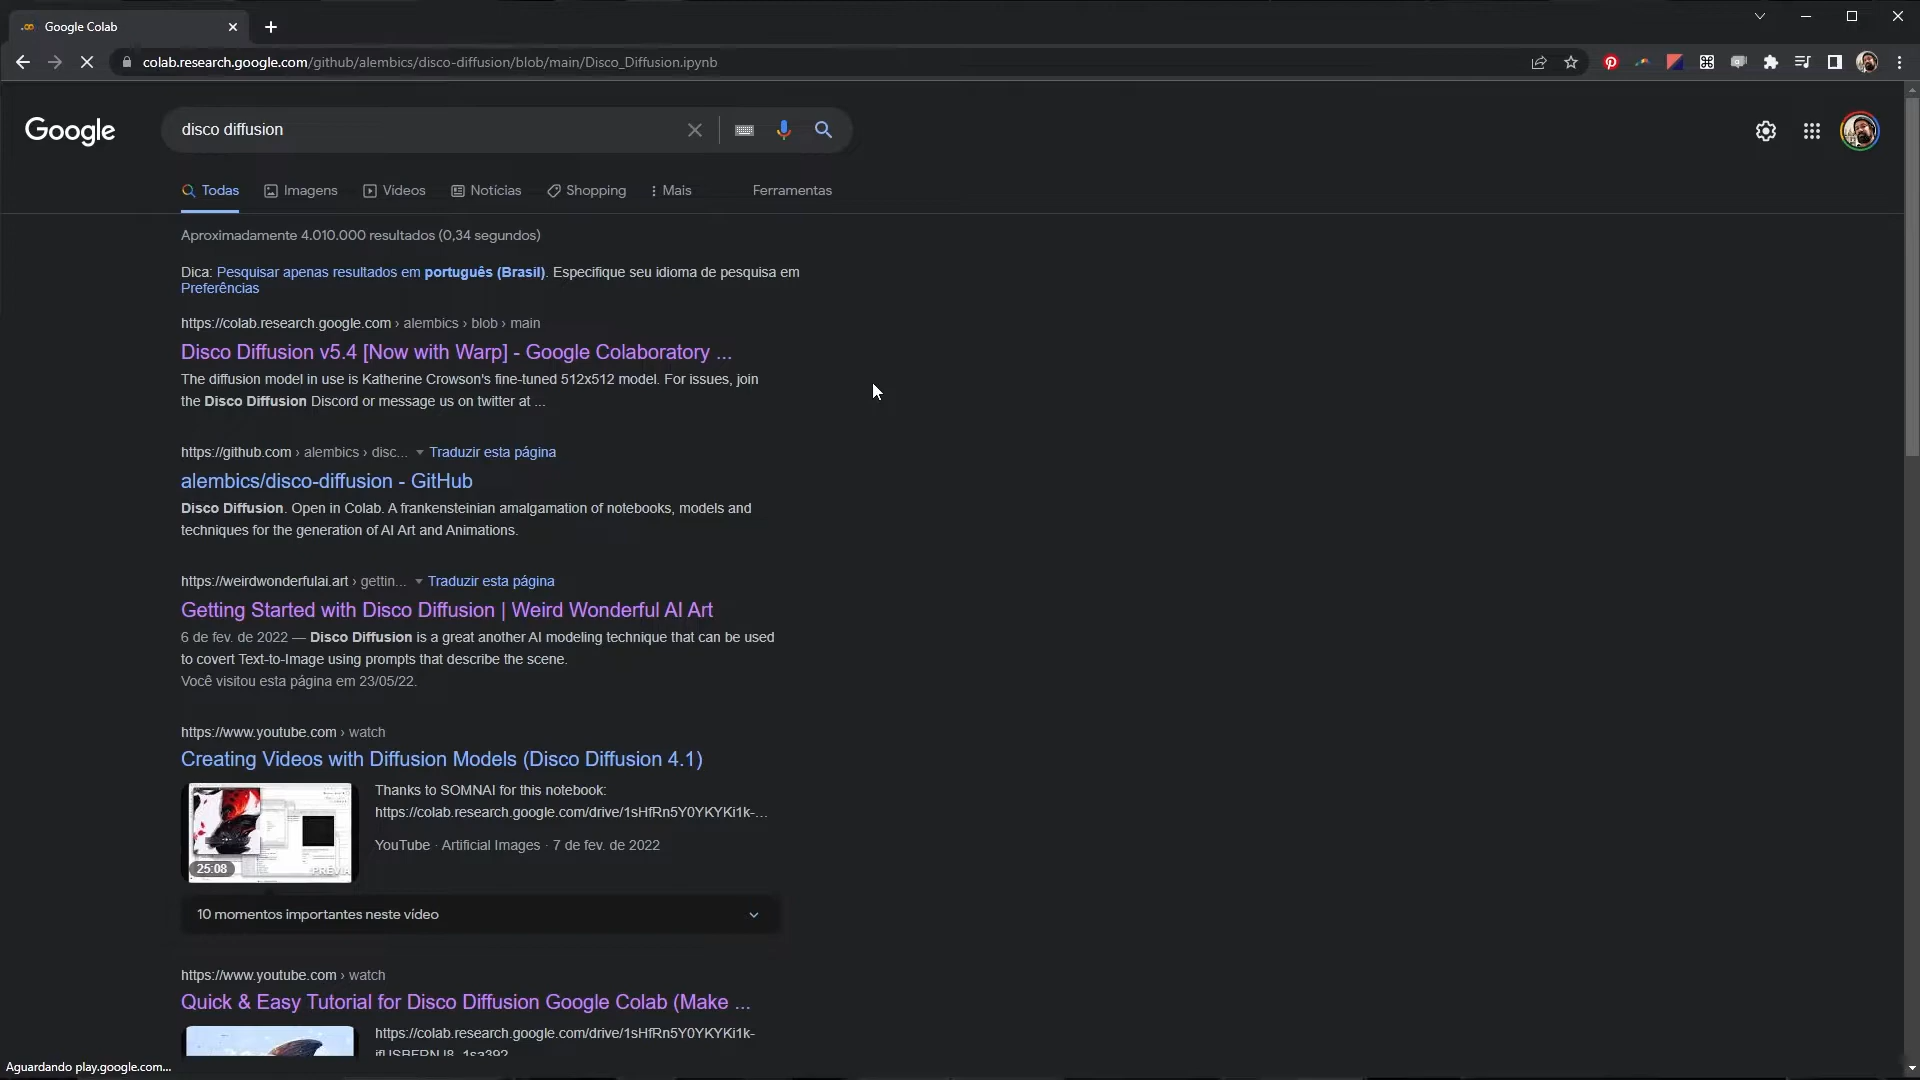 Google Colab
colab.research.google.com/github/alembics/disco-diffusion/blob/main/Disco_Diffusion.ipynb
Google
disco diffusion
Todas Imagens Vídeos Notícias Shopping Mais Ferramentas
Aproximadamente 4.010.000 resultados (0,34 segundos)
Dica: Pesquisar apenas resultados em português (Brasil). Especifique seu idioma de pesquisa em
Preferências
https://colab.research.google.com › alembics › blob › main
Disco Diffusion v5.4 [Now with Warp] - Google Colaboratory ...
The diffusion model in use is Katherine Crowson's fine-tuned 512x512 model. For issues, join
the Disco Diffusion Discord or message us on twitter at ...
https://github.com › alembics › disc... Traduzir esta página
alembics/disco-diffusion - GitHub
Disco Diffusion. Open in Colab. A frankensteinian amalgamation of notebooks, models and
techniques for the generation of AI Art and Animations.
https://weirdwonderfulai.art › gettin... Traduzir esta página
Getting Started with Disco Diffusion | Weird Wonderful AI Art
6 de fev. de 2022 — Disco Diffusion is a great another AI modeling technique that can be used
to covert Text-to-Image using prompts that describe the scene.
Você visitou esta página em 23/05/22.
https://www.youtube.com › watch
Creating Videos with Diffusion Models (Disco Diffusion 4.1)
Thanks to SOMNAI for this notebook:
https://colab.research.google.com/drive/1sHfRn5Y0YKYKi1k-...
YouTube · Artificial Images · 7 de fev. de 2022
25:08
PRÉVIA
10 momentos importantes neste vídeo
https://www.youtube.com › watch
Quick & Easy Tutorial for Disco Diffusion Google Colab (Make ...
https://colab.research.google.com/drive/1sHfRn5Y0YKYKi1k-
Aguardando play.google.com...